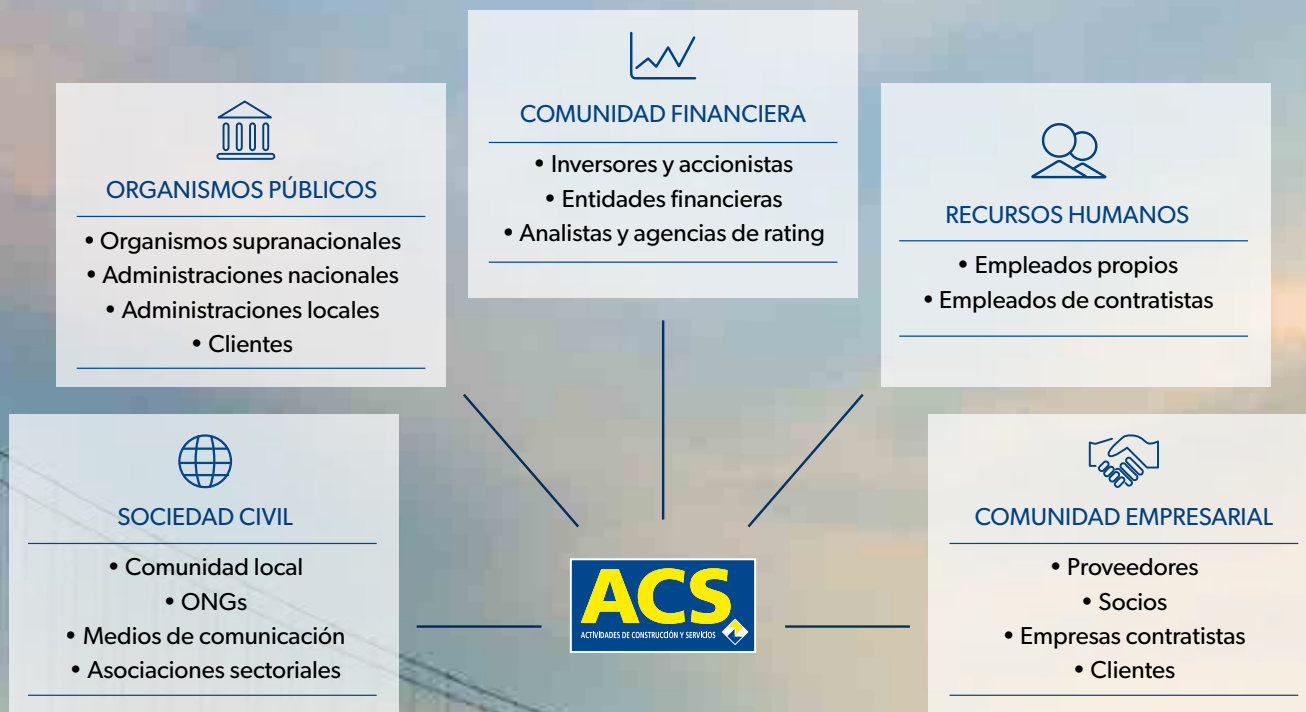 COMUNIDAD FINANCIERA
• Inversores y accionistas
• Entidades financieras
• Analistas y agencias de rating
ORGANISMOS PÚBLICOS
• Organismos supranacionales
• Administraciones nacionales
• Administraciones locales
• Clientes
RECURSOS HUMANOS
• Empleados propios
• Empleados de contratistas
SOCIEDAD CIVIL
• Comunidad local
• ONGs
• Medios de comunicación
• Asociaciones sectoriales
COMUNIDAD EMPRESARIAL
• Proveedores
• Socios
• Empresas contratistas
• Clientes
ACS
ACTIVIDADES DE CONSTRUCCIÓN Y SERVICIOS